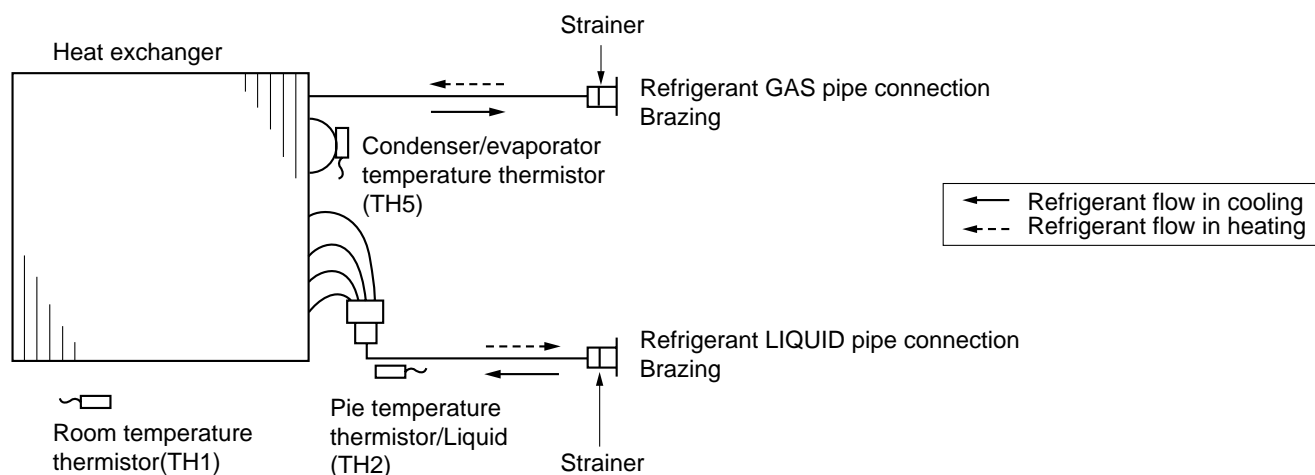 Strainer
Heat exchanger
Refrigerant GAS pipe connection
Brazing
Condenser/evaporator
temperature thermistor
(TH5)
Refrigerant flow in cooling
Refrigerant flow in heating
Refrigerant LIQUID pipe connection
Brazing
Pie temperature
thermistor/Liquid
(TH2)
Room temperature
thermistor(TH1)
Strainer